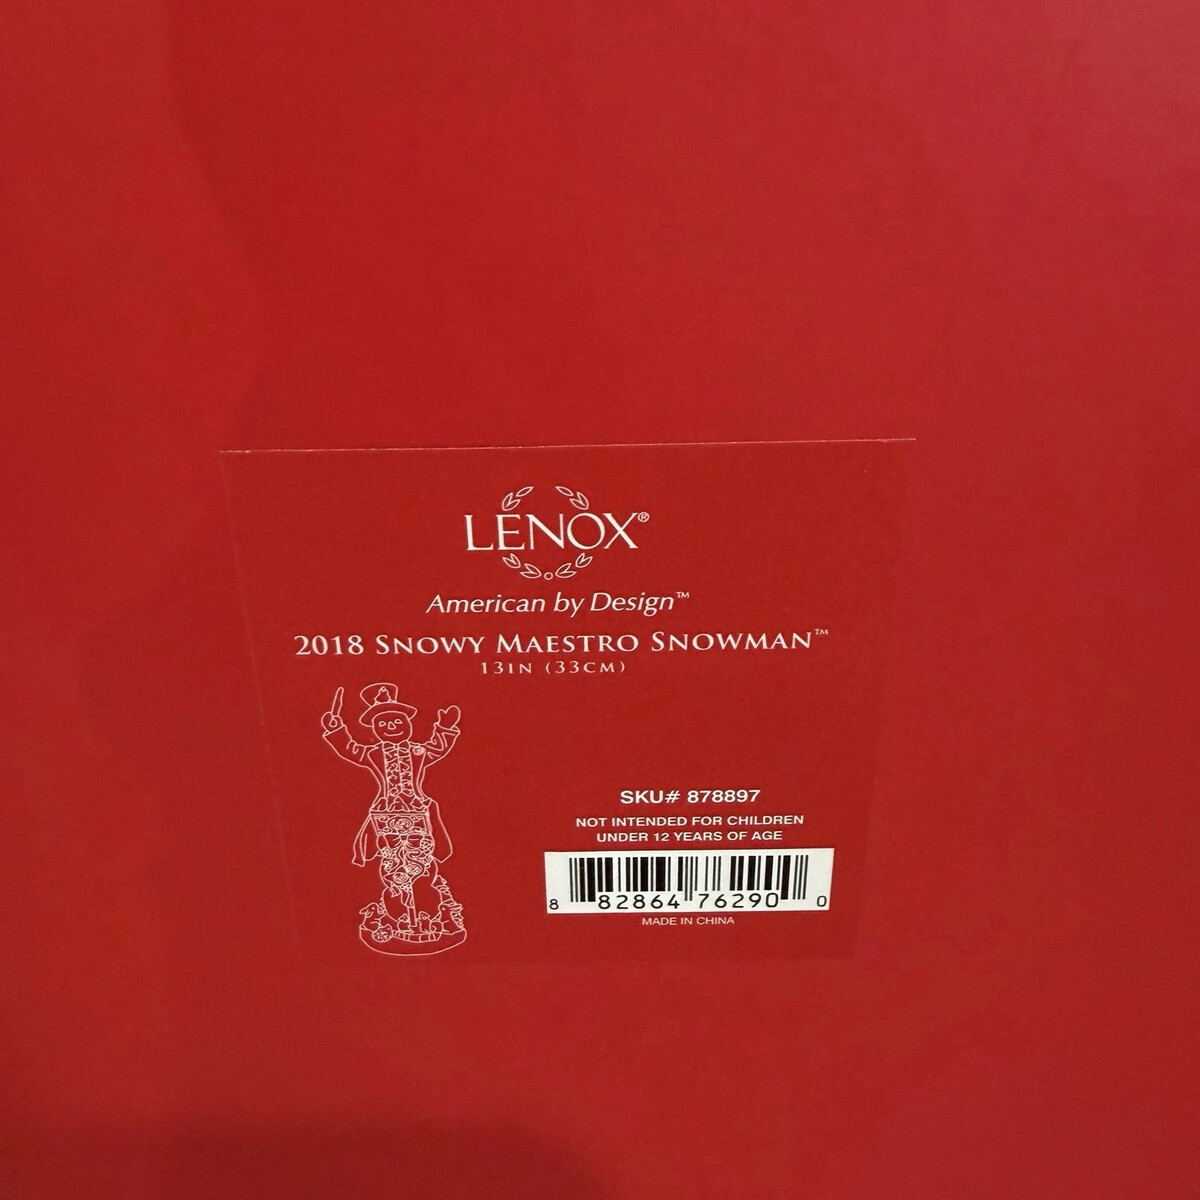 LENOX®
American by Design™
2018 SNOWY MAESTRO SNOWMAN™
13IN (33CM)
SKU# 878897
NOT INTENDED FOR CHILDREN
UNDER 12 YEARS OF AGE
8 82864 76290 0
MADE IN CHINA